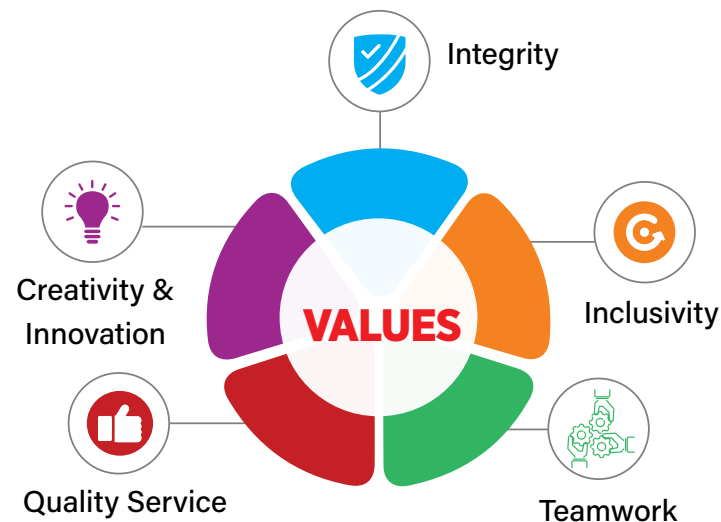 Integrity
Inclusivity
Creativity &
Innovation
VALUES
Quality Service
Teamwork